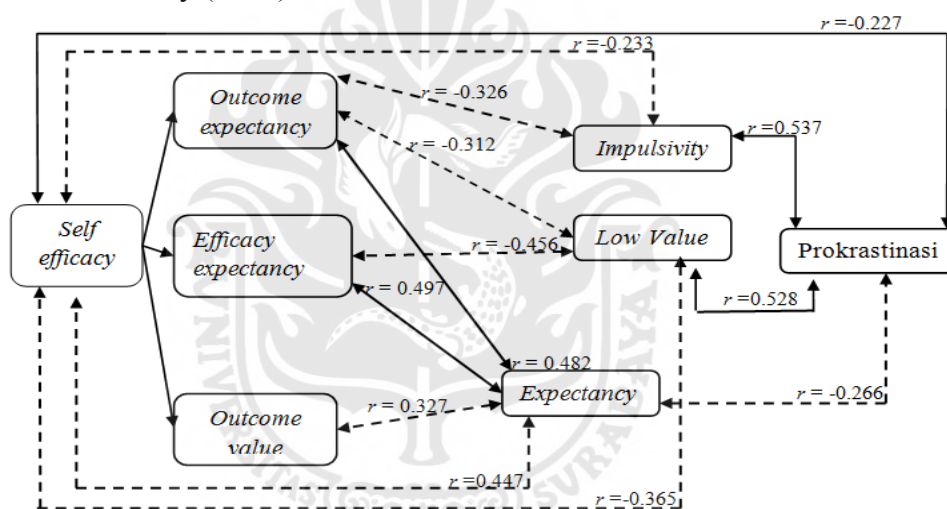 r =-0.227
r =-0.233
Outcome
expectancy
r = -0.326
r = -0.312
Impulsivity
r =0.537
Self
efficacy
Efficacy
expectancy
r = -0.456
Low Value
Prokrastinasi
r = 0.497
r =0.528
r = 0.482
Expectancy
r = 0.327
r = -0.266
Outcome
value
r =0.447
r =-0.365
SURABAYA